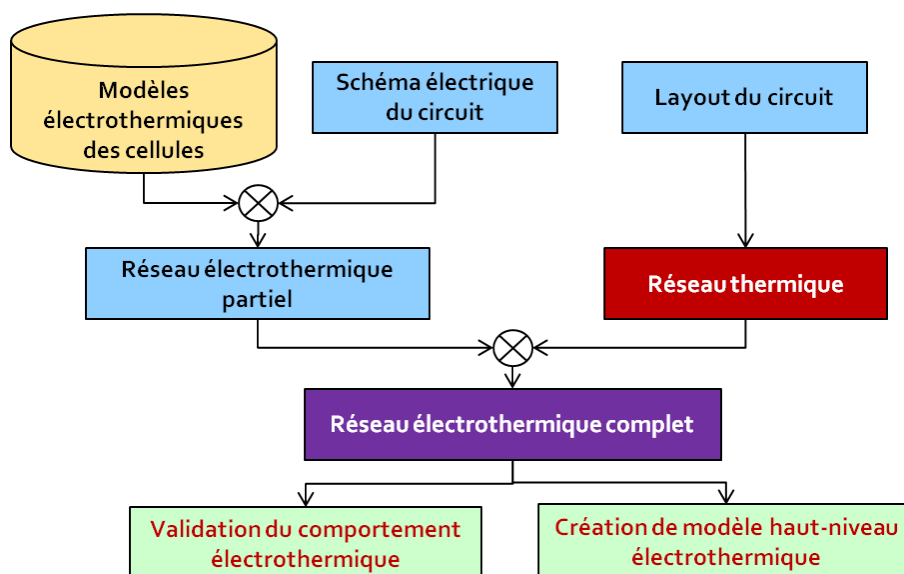 Modèles
électrothermiques
des cellules
Schéma électrique
du circuit
Layout du circuit
Réseau électrothermique
partiel
Réseau thermique
Réseau électrothermique complet
Validation du comportement
électrothermique
Création de modèle haut-niveau
électrothermique